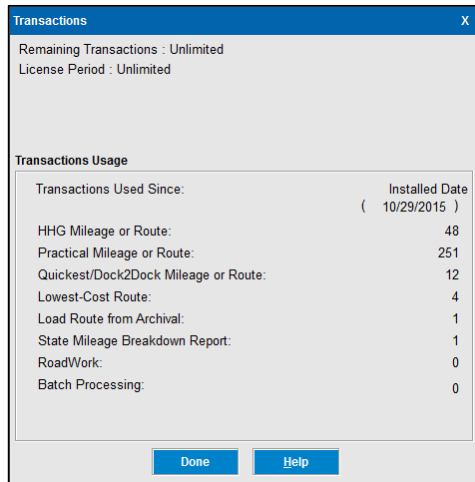 Transactions X
Remaining Transactions : Unlimited
License Period : Unlimited
Transactions Usage
Transactions Used Since: Installed Date
( 10/29/2015 )
HHG Mileage or Route: 48
Practical Mileage or Route: 251
Quickest/Dock2Dock Mileage or Route: 12
Lowest-Cost Route: 4
Load Route from Archival: 1
State Mileage Breakdown Report: 1
RoadWork: 0
Batch Processing: 0
Done Help